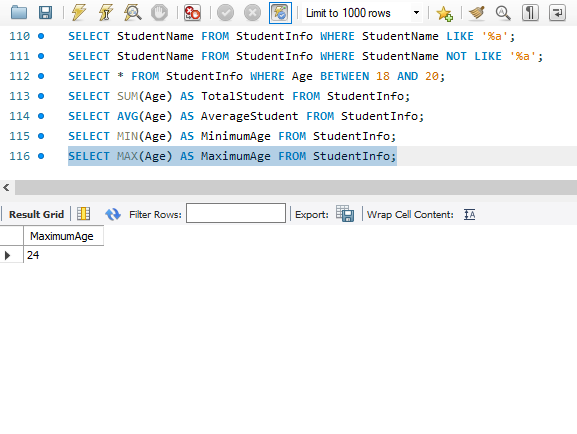 Limit to 1000 rows
110 SELECT StudentName FROM StudentInfo WHERE StudentName LIKE '%a';
111 SELECT StudentName FROM StudentInfo WHERE StudentName NOT LIKE '%a';
112 SELECT * FROM StudentInfo WHERE Age BETWEEN 18 AND 20;
113 SELECT SUM(Age) AS TotalStudent FROM StudentInfo;
114 SELECT AVG(Age) AS AverageStudent FROM StudentInfo;
115 SELECT MIN(Age) AS MinimumAge FROM StudentInfo;
116 SELECT MAX(Age) AS MaximumAge FROM StudentInfo;
Result Grid Filter Rows: Export: Wrap Cell Content:
MaximumAge
24